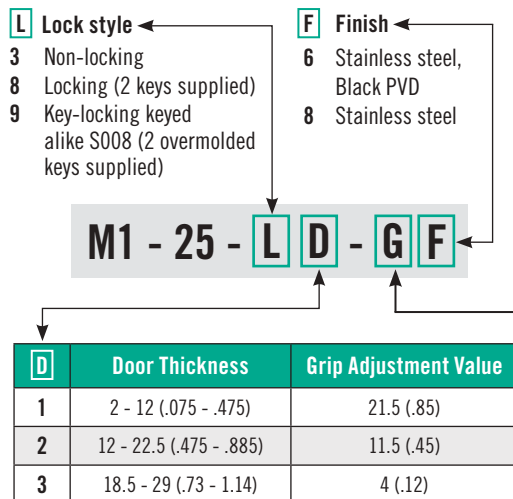 L Lock style
3 Non-locking
8 Locking (2 keys supplied)
9 Key-locking keyed
alike S008 (2 overmolded
keys supplied)
F Finish
6 Stainless steel,
Black PVD
8 Stainless steel
M1 - 25 - L D - G F
D Door Thickness Grip Adjustment Value
1 2 - 12 (.075 - .475) 21.5 (.85)
2 12 - 22.5 (.475 - .885) 11.5 (.45)
3 18.5 - 29 (.73 - 1.14) 4 (.12)